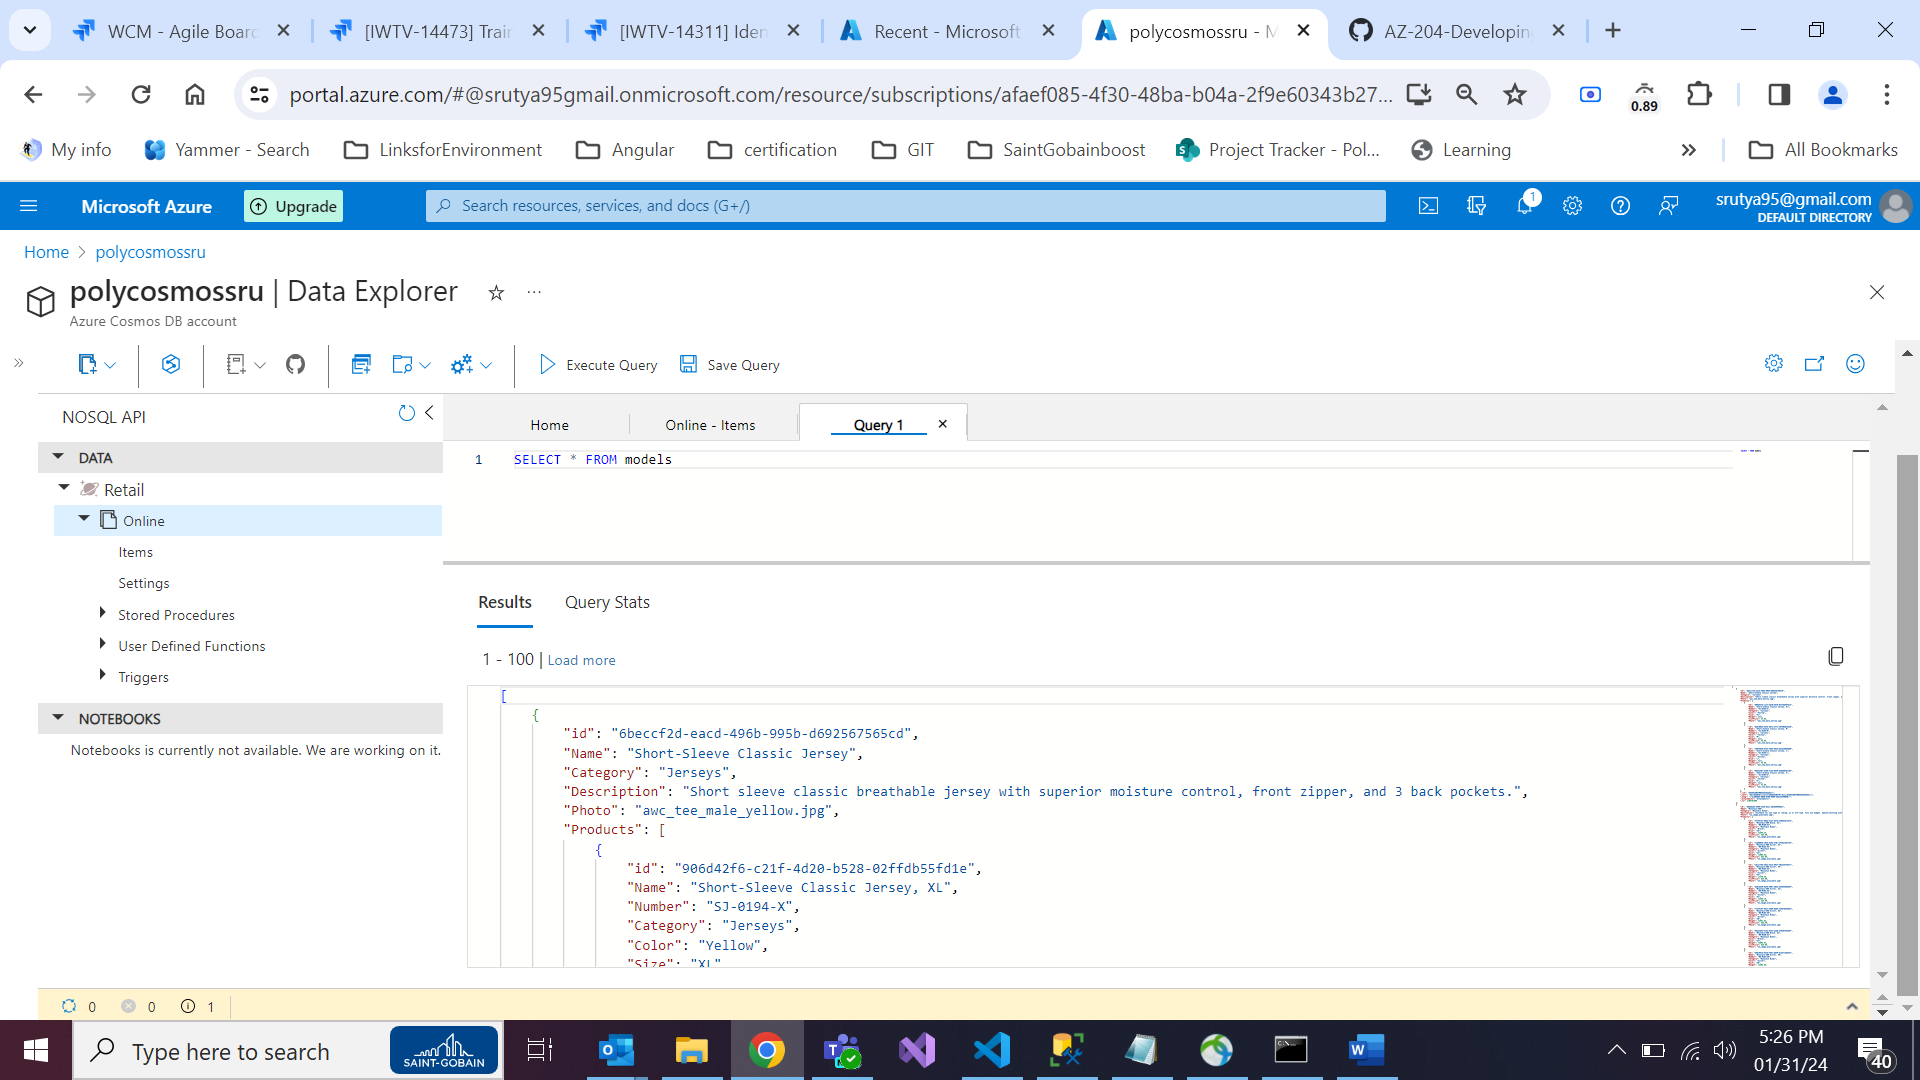 WCM - Agile Board
[IWTV-14473] Train
[IWTV-14311] Iden
Recent - Microsoft
polycosmossru - M
AZ-204-Developin
portal.azure.com/#@srutya95gmail.onmicrosoft.com/resource/subscriptions/afaef085-4f30-48ba-b04a-2f9e60343b27...
0.89
My info
Yammer - Search
LinksforEnvironment
Angular
certification
GIT
SaintGobainboost
Project Tracker - Pol...
Learning
All Bookmarks
Microsoft Azure
Upgrade
Search resources, services, and docs (G+/)
1
srutya95@gmail.com
DEFAULT DIRECTORY
Home > polycosmossru
polycosmossru | Data Explorer
Azure Cosmos DB account
Execute Query
Save Query
NOSQL API
DATA
Retail
Online
Items
Settings
Stored Procedures
User Defined Functions
Triggers
NOTEBOOKS
Notebooks is currently not available. We are working on it.
Home
Online - Items
Query 1
1 SELECT * FROM models
Results
Query Stats
1 - 100 | Load more
[
{
"id": "6beccf2d-eacd-496b-995b-d692567565cd",
"Name": "Short-Sleeve Classic Jersey",
"Category": "Jerseys",
"Description": "Short sleeve classic breathable jersey with superior moisture control, front zipper, and 3 back pockets.",
"Photo": "awc_tee_male_yellow.jpg",
"Products": [
{
"id": "906d42f6-c21f-4d20-b528-02ffdb55fd1e",
"Name": "Short-Sleeve Classic Jersey, XL",
"Number": "SJ-0194-X",
"Category": "Jerseys",
"Color": "Yellow",
"Size": "XL"
0 0 1
Type here to search
SAINT-GOBAIN
5:26 PM
01/31/24
40